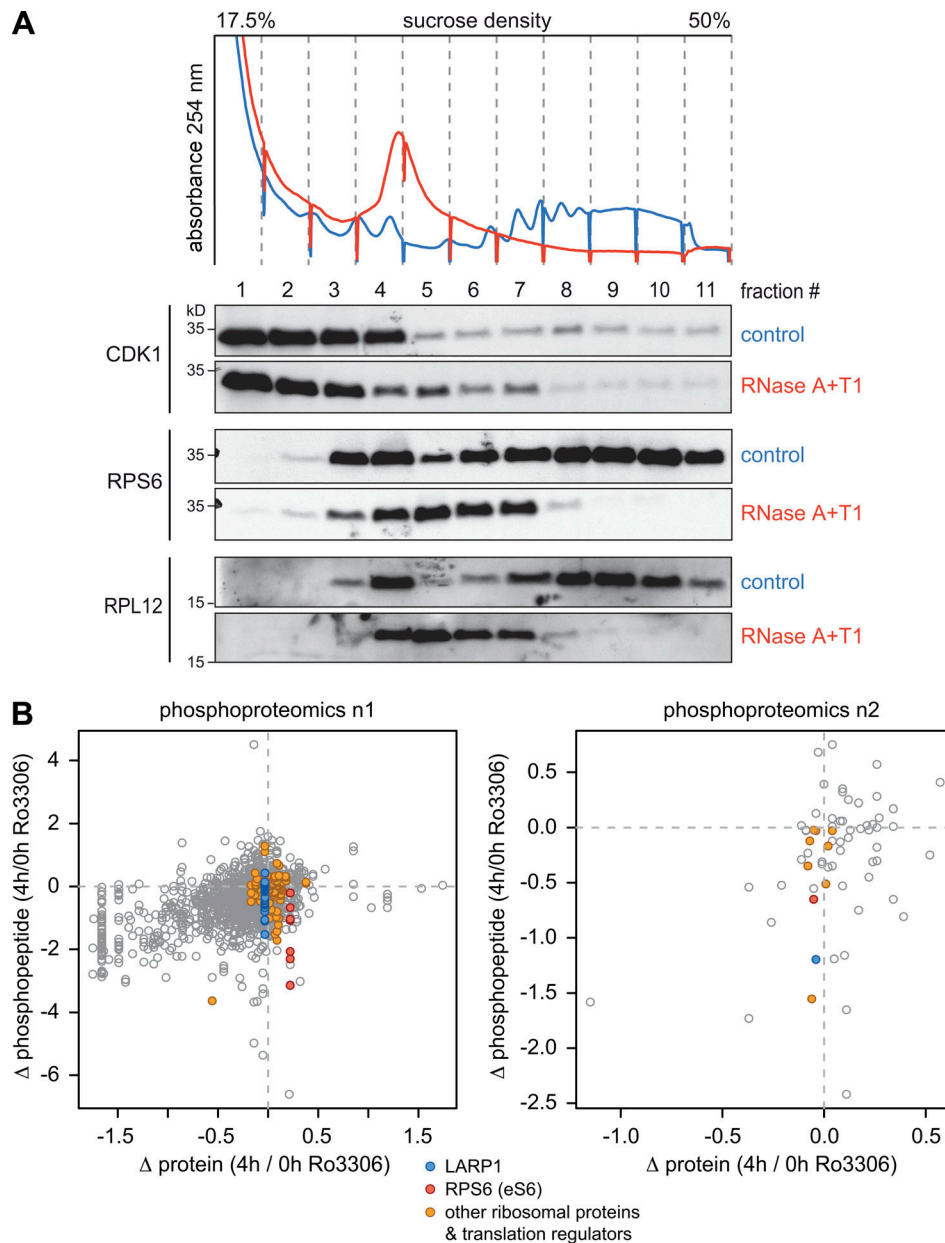 A
17.5% sucrose density 50%
absorbance 254 nm
1 2 3 4 5 6 7 8 9 10 11 fraction #
kD
CDK1
35 control
35 RNase A+T1
RPS6
35 control
35 RNase A+T1
RPL12
15 control
15 RNase A+T1
B
phosphoproteomics n1
Δ phosphopeptide (4h/0h Ro3306)
4
2
0
-2
-4
-6
-1.5 -0.5 0.5 1.5
Δ protein (4h / 0h Ro3306)
phosphoproteomics n2
Δ phosphopeptide (4h/0h Ro3306)
0.5
0.0
-0.5
-1.0
-1.5
-2.0
-2.5
-1.0 -0.5 0.0 0.5
Δ protein (4h / 0h Ro3306)
LARP1
RPS6 (eS6)
other ribosomal proteins
& translation regulators